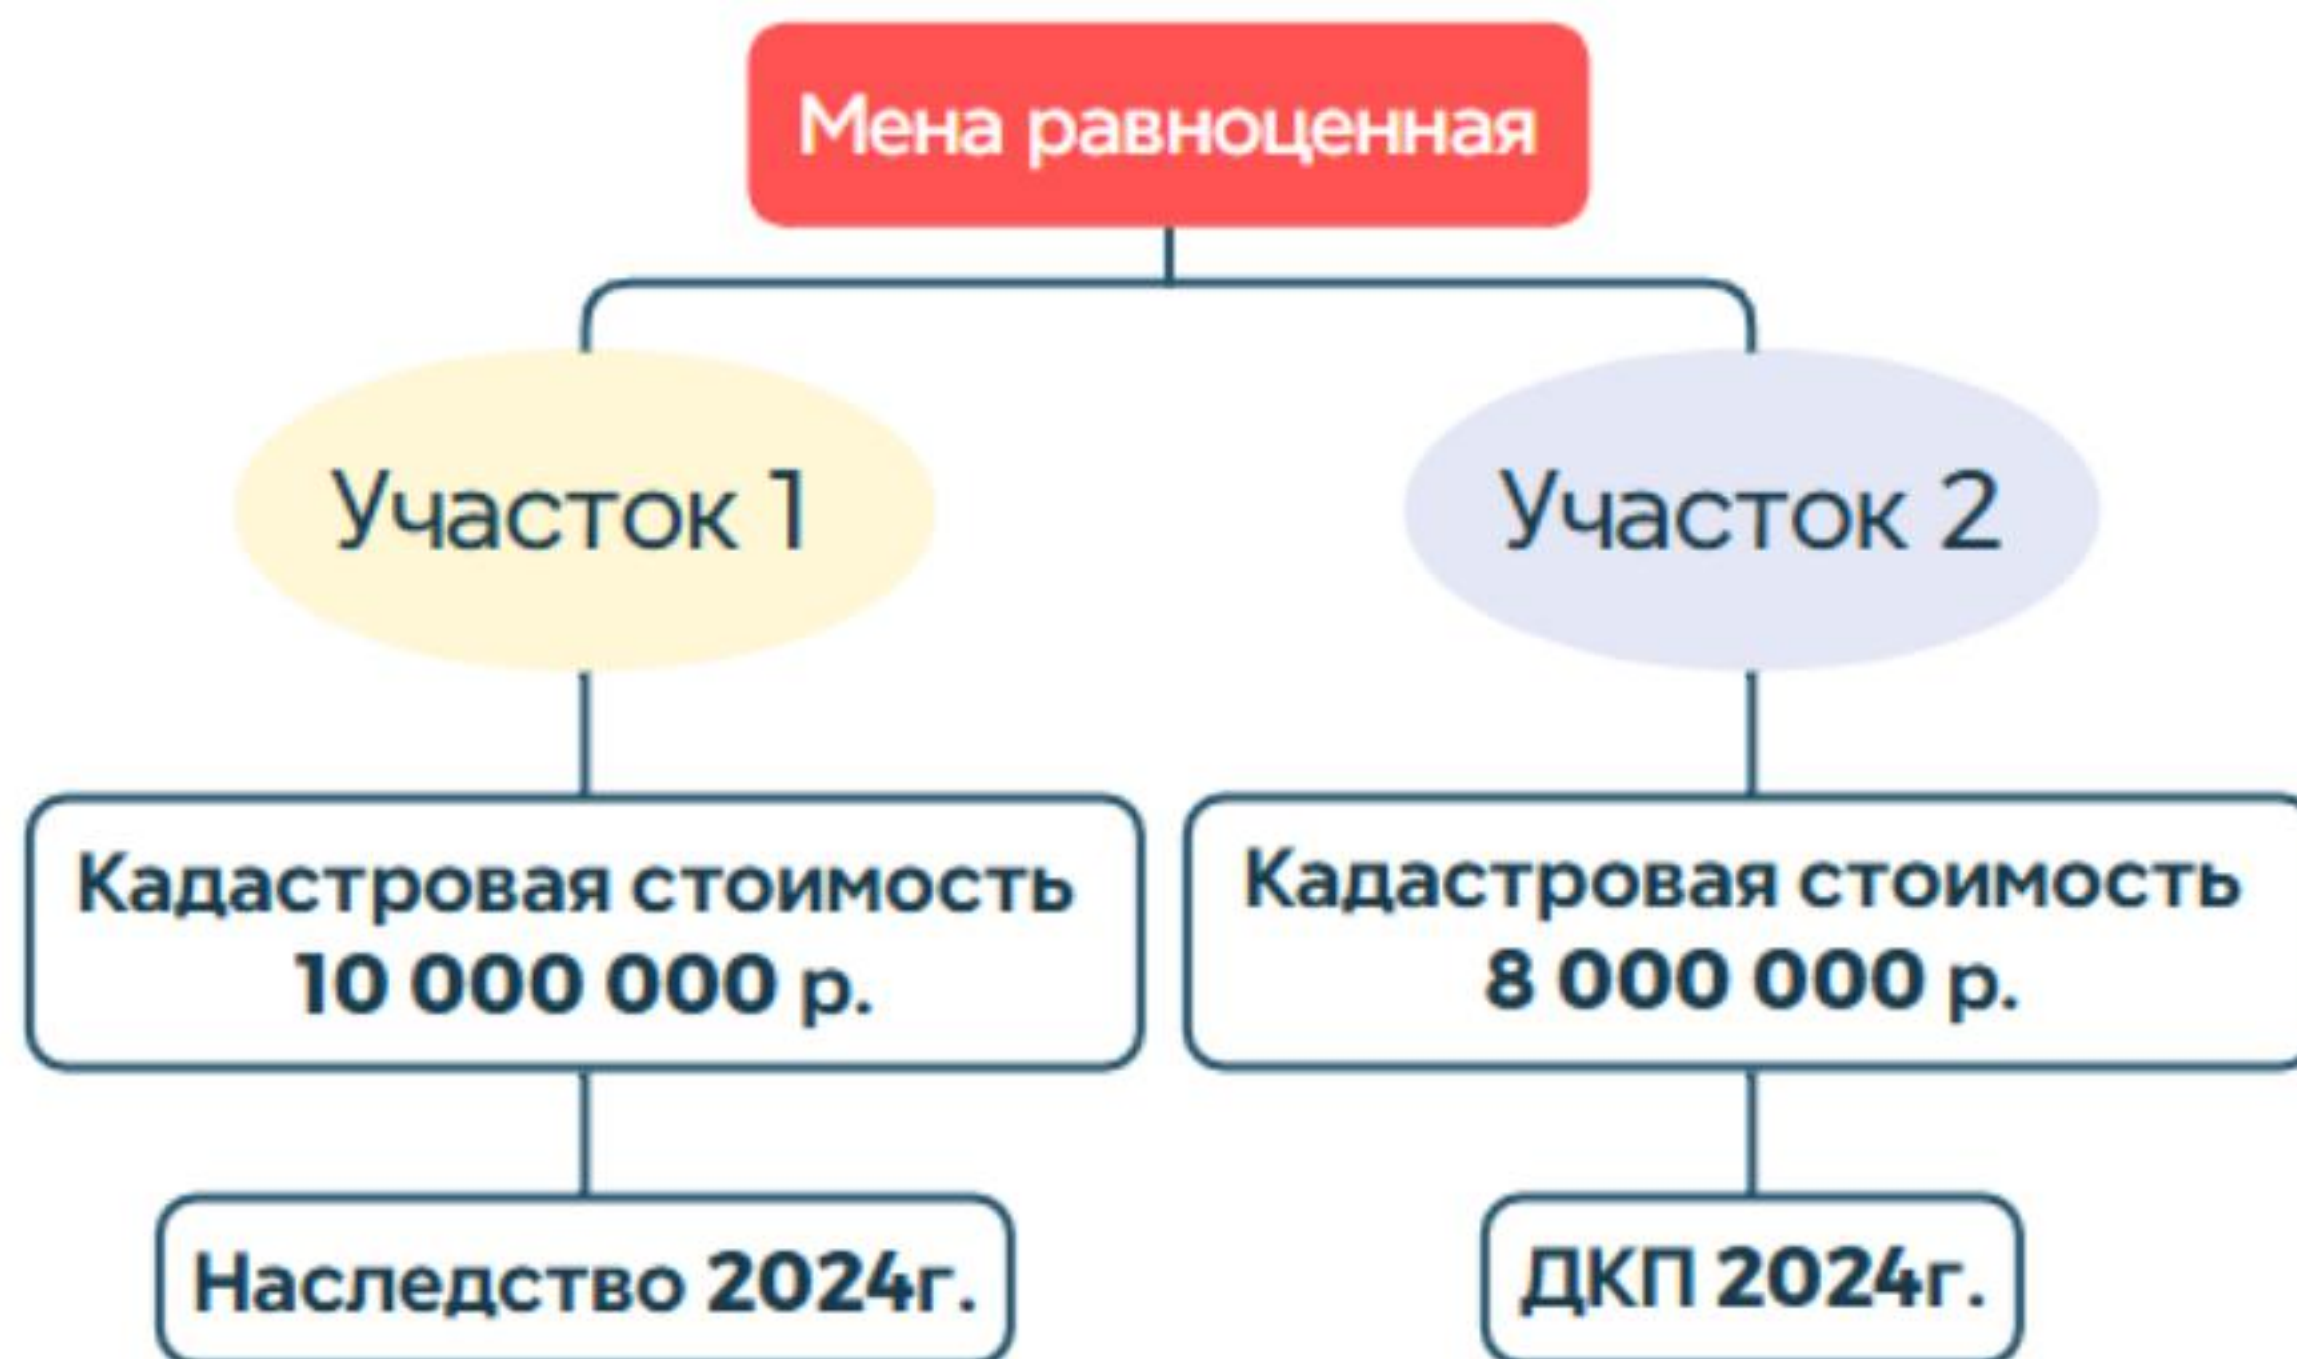 Мена равноценная
Участок 1
Участок 2
Кадастровая стоимость
10 000 000 р.
Кадастровая стоимость
8 000 000 р.
Наследство 2024г.
ДКП 2024г.